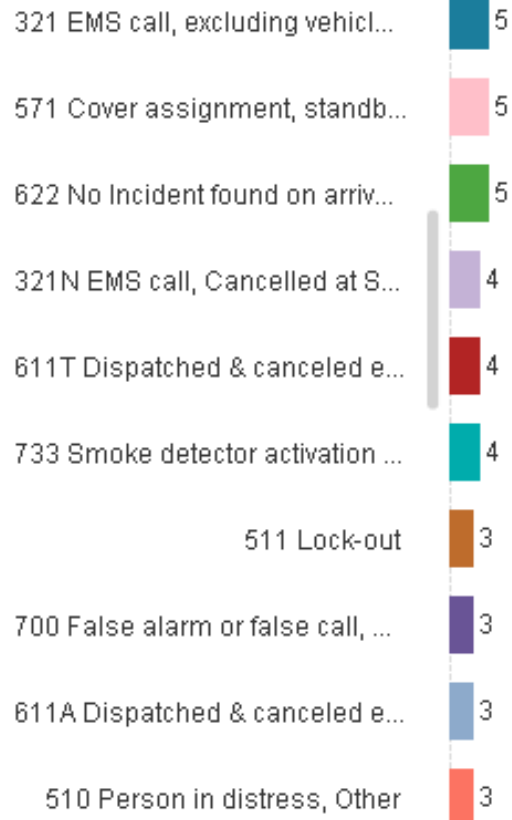 321 EMS call, excluding vehicl... 5
571 Cover assignment, standb... 5
622 No Incident found on arriv... 5
321N EMS call, Cancelled at S... 4
611T Dispatched & canceled e... 4
733 Smoke detector activation ... 4
511 Lock-out 3
700 False alarm or false call, ... 3
611A Dispatched & canceled e... 3
510 Person in distress, Other 3